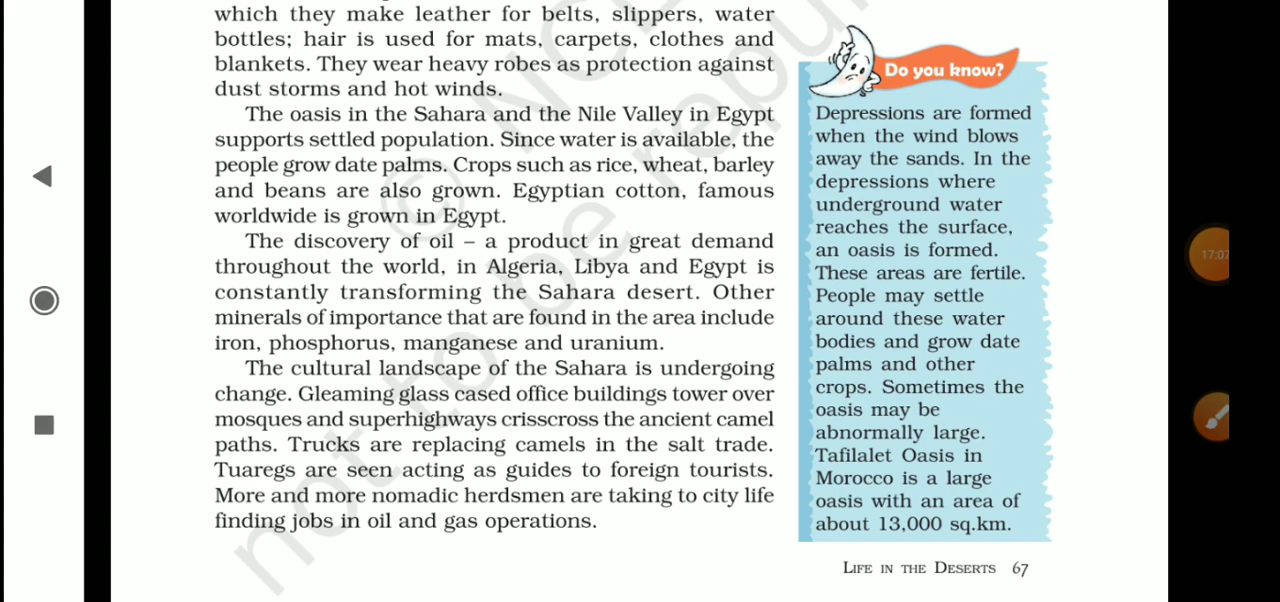 which they make leather for belts, slippers, water
bottles; hair is used for mats, carpets, clothes and
blankets. They wear heavy robes as protection against
dust storms and hot winds.
The oasis in the Sahara and the Nile Valley in Egypt
supports settled population. Since water is available, the
people grow date palms. Crops such as rice, wheat, barley
and beans are also grown. Egyptian cotton, famous
worldwide is grown in Egypt.
The discovery of oil – a product in great demand
throughout the world, in Algeria, Libya and Egypt is
constantly transforming the Sahara desert. Other
minerals of importance that are found in the area include
iron, phosphorus, manganese and uranium.
The cultural landscape of the Sahara is undergoing
change. Gleaming glass cased office buildings tower over
mosques and superhighways crisscross the ancient camel
paths. Trucks are replacing camels in the salt trade.
Tuaregs are seen acting as guides to foreign tourists.
More and more nomadic herdsmen are taking to city life
finding jobs in oil and gas operations.
Do you know?
Depressions are formed
when the wind blows
away the sands. In the
depressions where
underground water
reaches the surface,
an oasis is formed.
These areas are fertile.
People may settle
around these water
bodies and grow date
palms and other
crops. Sometimes the
oasis may be
abnormally large.
Tafilalet Oasis in
Morocco is a large
oasis with an area of
about 13,000 sq.km.
LIFE IN THE DESERTS 67
17:07
©
not to be